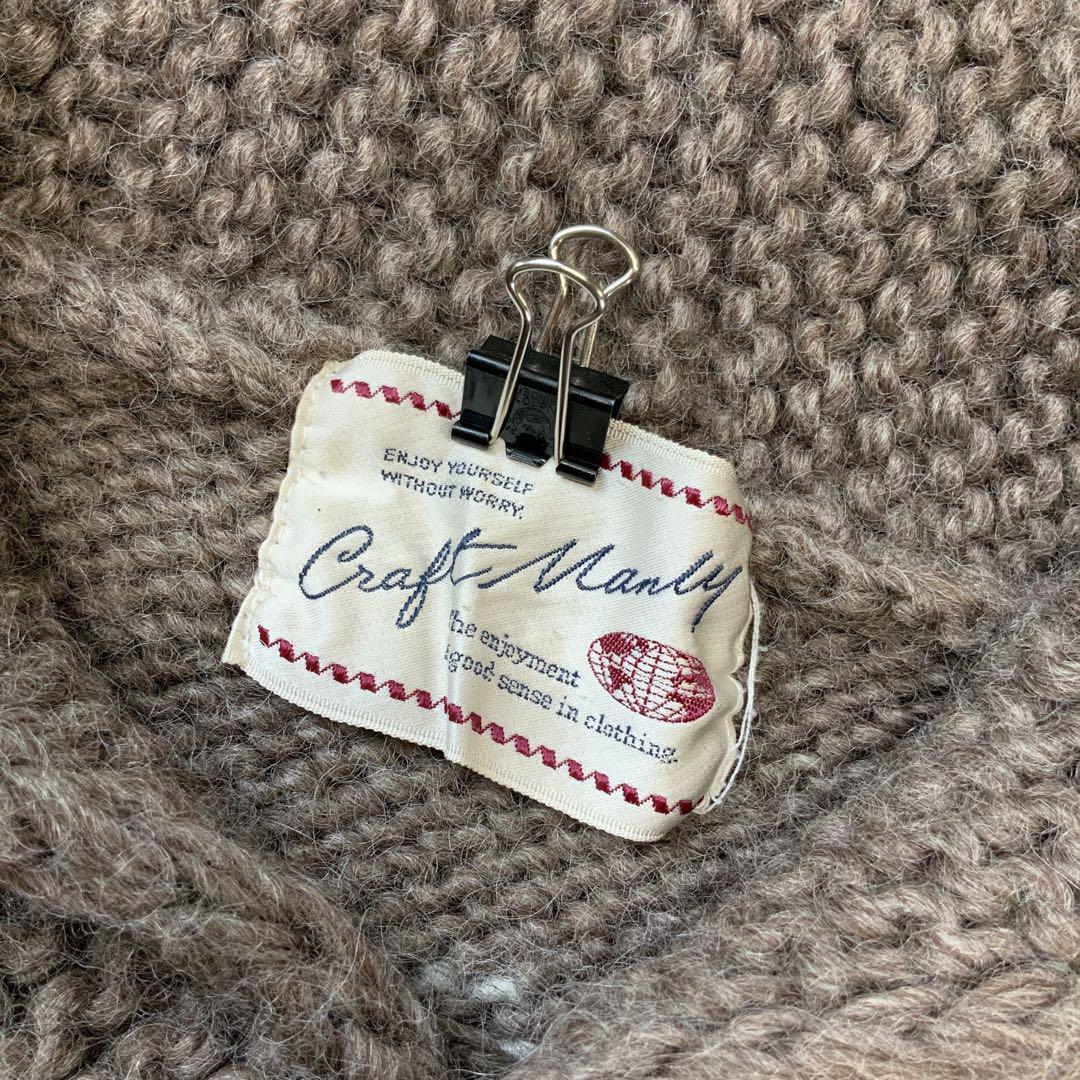 ENJOY YOURSELF
WITHOUT WORRY.
Craft Manly
The enjoyment
good sense in clothing.